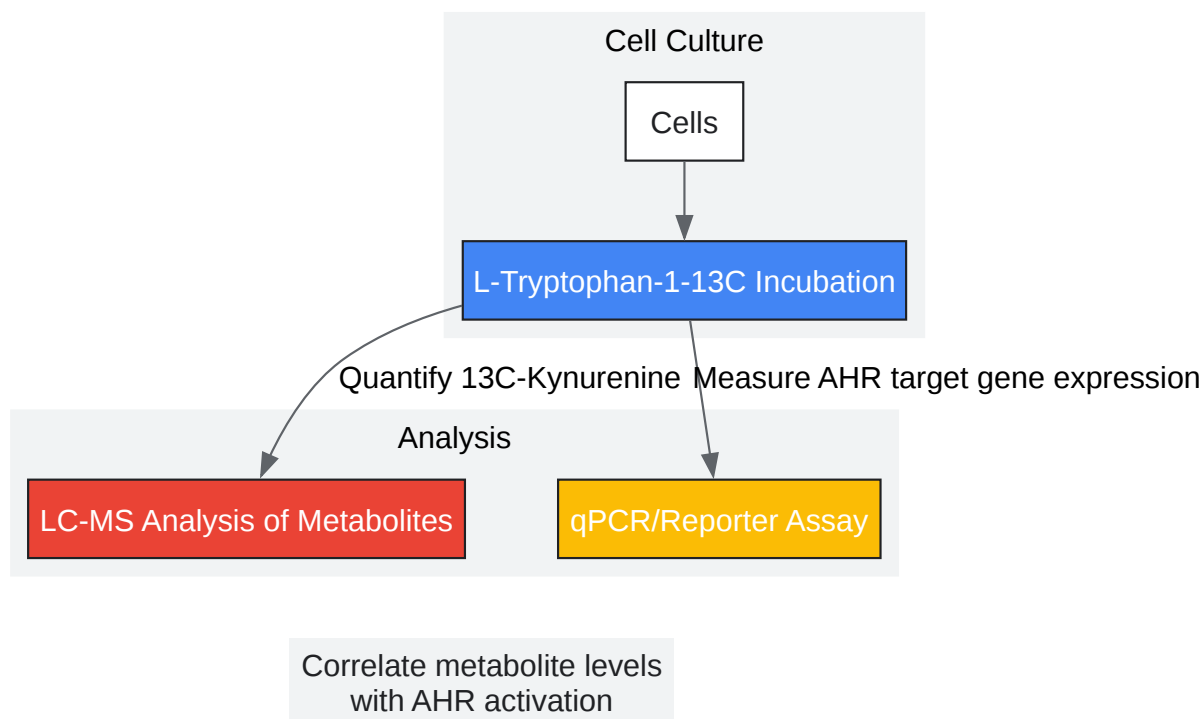 Cell Culture
Cells
L-Tryptophan-1-13C Incubation
Quantify 13C-Kynurenine
Measure AHR target gene expression
Analysis
LC-MS Analysis of Metabolites
qPCR/Reporter Assay
Correlate metabolite levels
with AHR activation